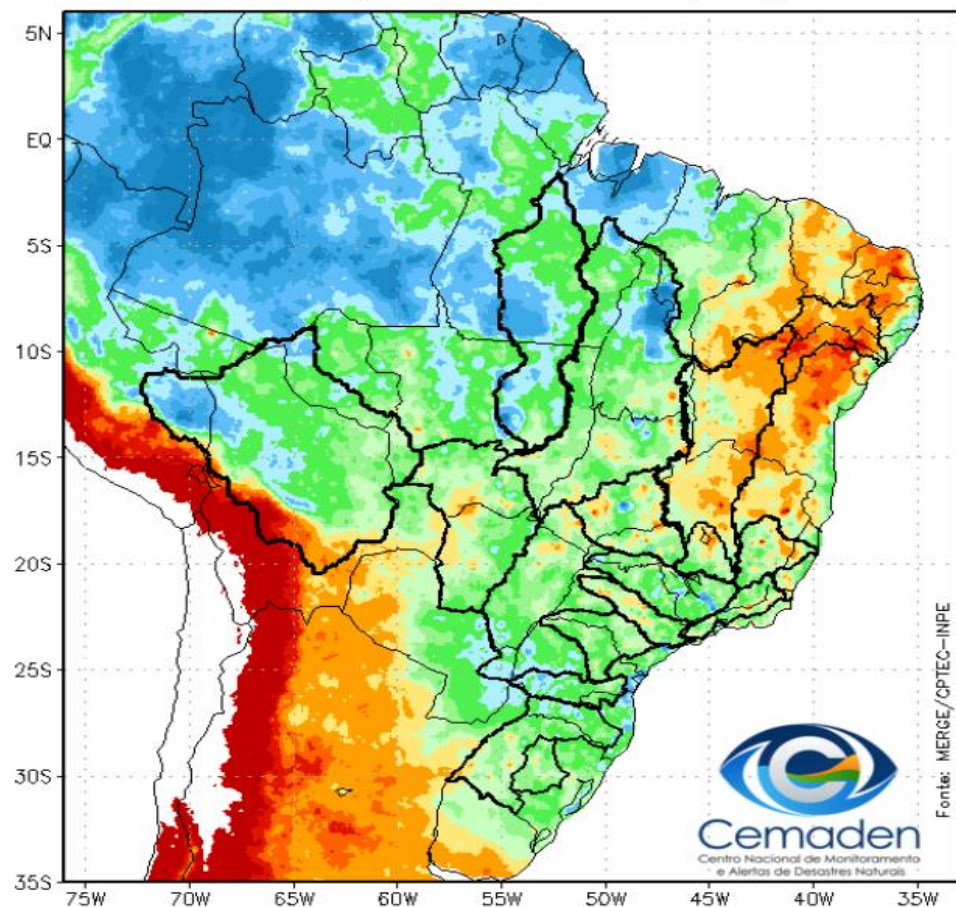 5N
EQ
5S
10S
15S
20S
25S
30S
35S
75W 70W 65W 60W 55W 50W 45W 40W 35W
Fonte: MERGE/CPTEC-INPE
Cemaden
Centro Nacional de Monitoramento
e Alertas de Desastres Naturais